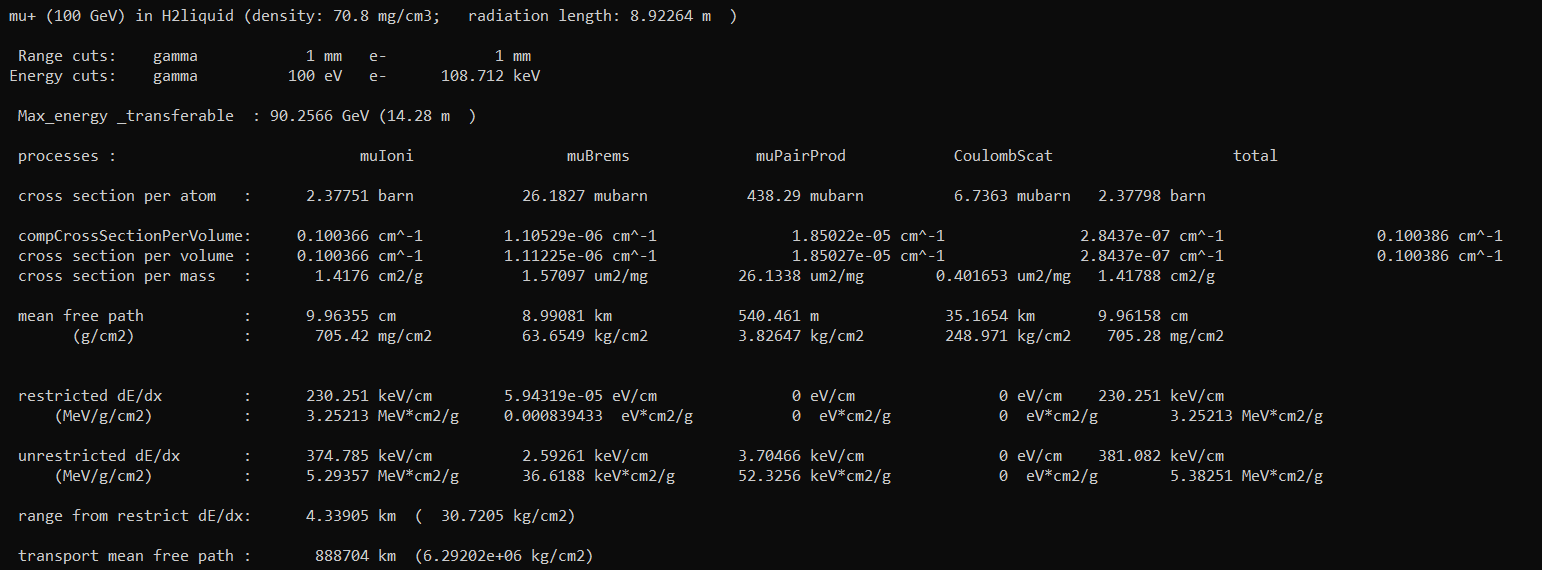 mu+ (100 GeV) in H2liquid (density: 70.8 mg/cm3;   radiation length: 8.92264 m  )
Range cuts:    gamma            1 mm   e-            1 mm
Energy cuts:    gamma          100 eV   e-      108.712 keV
Max_energy _transferable  : 90.2566 GeV (14.28 m  )
processes :                           muIoni                 muBrems              muPairProd            CoulombScat                    total
cross section per atom   :      2.37751 barn            26.1827 mubarn           438.29 mubarn          6.7363 mubarn   2.37798 barn
compCrossSectionPerVolume:     0.100366 cm^-1         1.10529e-06 cm^-1               1.85022e-05 cm^-1               2.8437e-07 cm^-1                 0.100386 cm^-1
cross section per volume :     0.100366 cm^-1         1.11225e-06 cm^-1               1.85027e-05 cm^-1               2.8437e-07 cm^-1                 0.100386 cm^-1
cross section per mass   :       1.4176 cm2/g           1.57097 um2/mg          26.1338 um2/mg        0.401653 um2/mg   1.41788 cm2/g
mean free path           :      9.96355 cm              8.99081 km              540.461 m             35.1654 km        9.96158 cm
(g/cm2)            :       705.42 mg/cm2          63.6549 kg/cm2          3.82647 kg/cm2        248.971 kg/cm2    705.28 mg/cm2
restricted dE/dx         :      230.251 keV/cm        5.94319e-05 eV/cm                     0 eV/cm                0 eV/cm    230.251 keV/cm
(MeV/g/cm2)          :      3.25213 MeV*cm2/g     0.000839433  eV*cm2/g                 0  eV*cm2/g            0  eV*cm2/g        3.25213 MeV*cm2/g
unrestricted dE/dx       :      374.785 keV/cm          2.59261 keV/cm          3.70466 keV/cm               0 eV/cm    381.082 keV/cm
(MeV/g/cm2)          :      5.29357 MeV*cm2/g       36.6188 keV*cm2/g       52.3256 keV*cm2/g            0  eV*cm2/g        5.38251 MeV*cm2/g
range from restrict dE/dx:      4.33905 km  (  30.7205 kg/cm2)
transport mean free path :       888704 km  (6.29202e+06 kg/cm2)